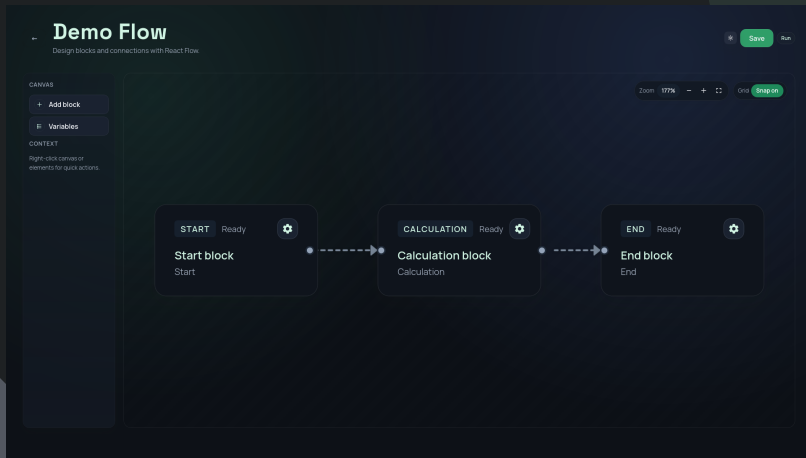 ← Demo Flow
Design blocks and connections with React Flow.
Save
Run
CANVAS
+ Add block
Variables
CONTEXT
Right-click canvas or
elements for quick actions.
Zoom 177% − +
Grid Snap on
START Ready
Start block
Start
CALCULATION Ready
Calculation block
Calculation
END Ready
End block
End